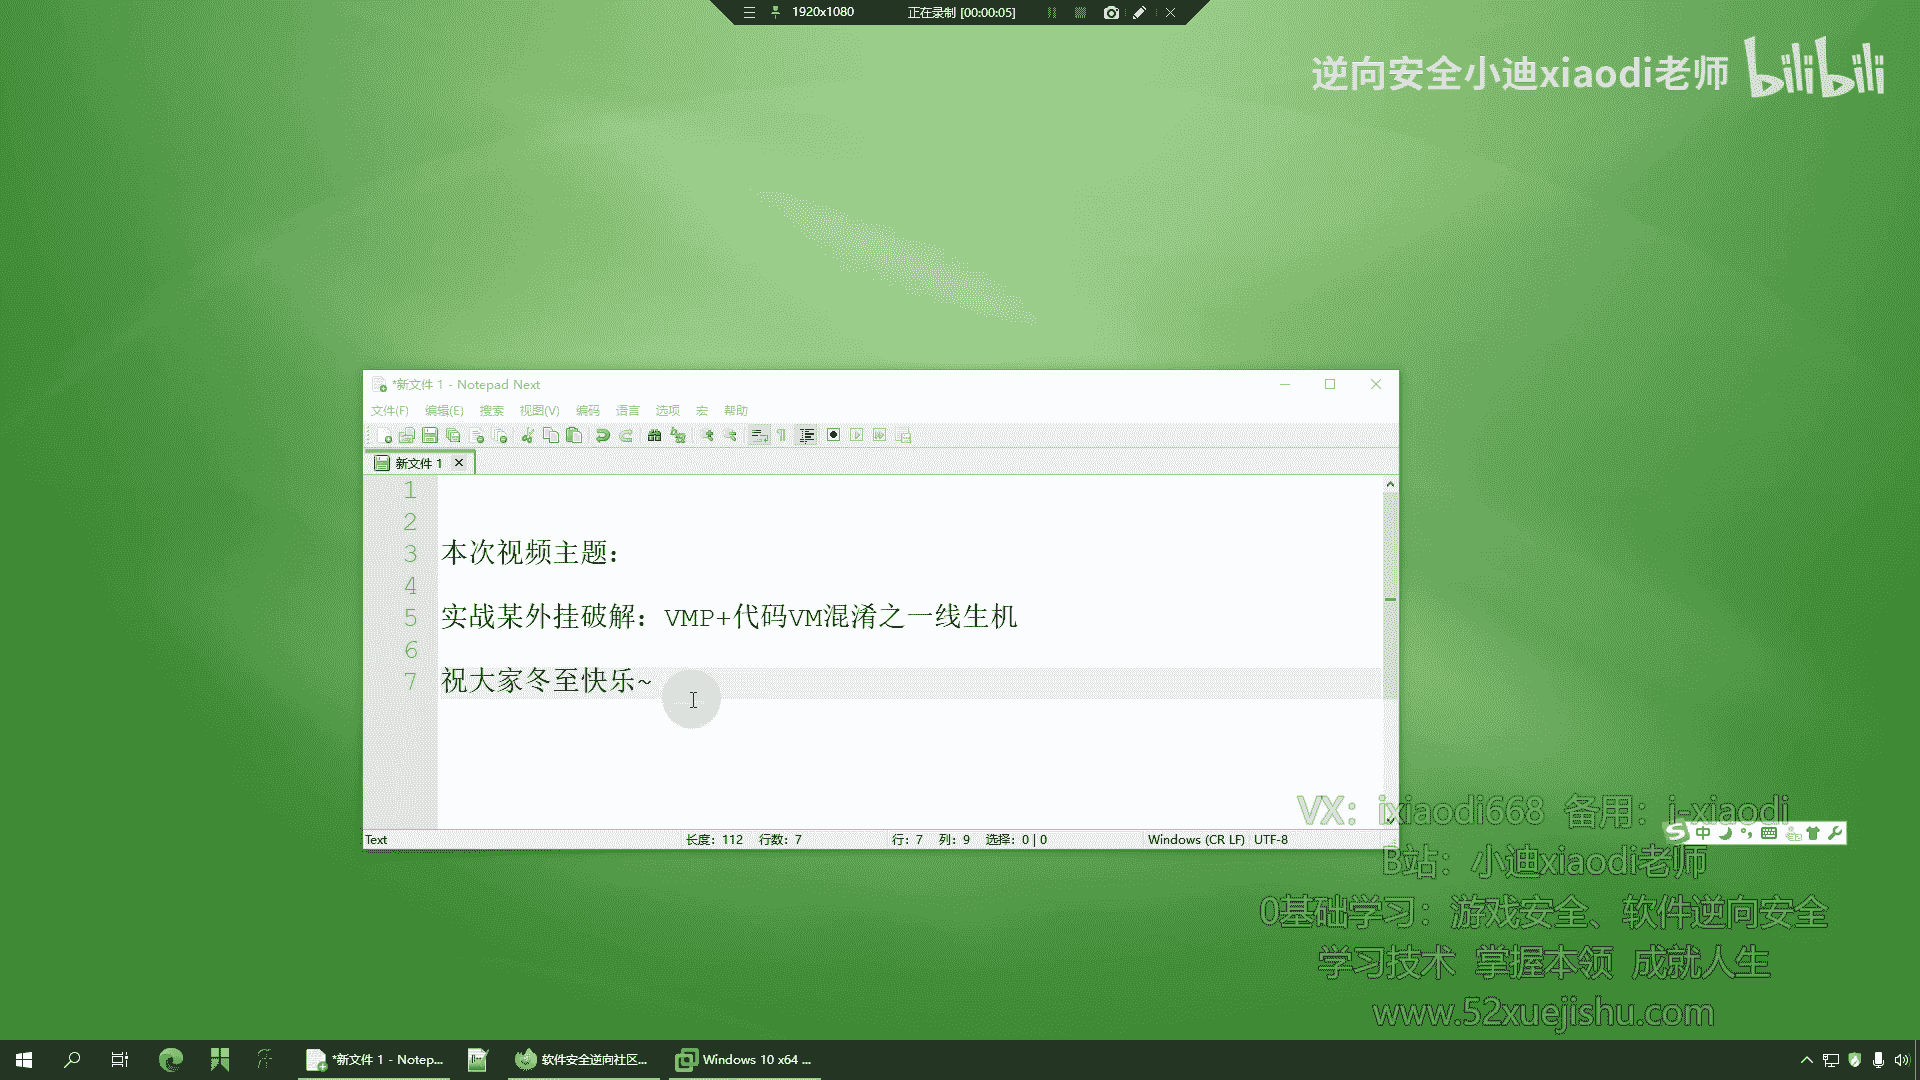 1920x1080 正在录制 [00:00:05]
逆向安全小迪xiaodi老师 bilibili
*新文件 1 - Notepad Next
文件(F) 编辑(E) 搜索 视图(V) 编码 语言 选项 宏 帮助
新文件 1
1
2
3 本次视频主题：
4
5 实战某外挂破解：VMP+代码VM混淆之一线生机
6
7 祝大家冬至快乐~
Text 长度：112 行数：7 行：7 列：9 选择：0 | 0 Windows (CR LF) UTF-8
VX：ixiaodi668 备用：i-xiaodi
中
B站：小迪xiaodi老师
0基础学习：游戏安全、软件逆向安全
学习技术 掌握本领 成就人生
www.52xuejishu.com
*新文件 1 - Notep... 软件安全逆向社区... Windows 10 x64 ...